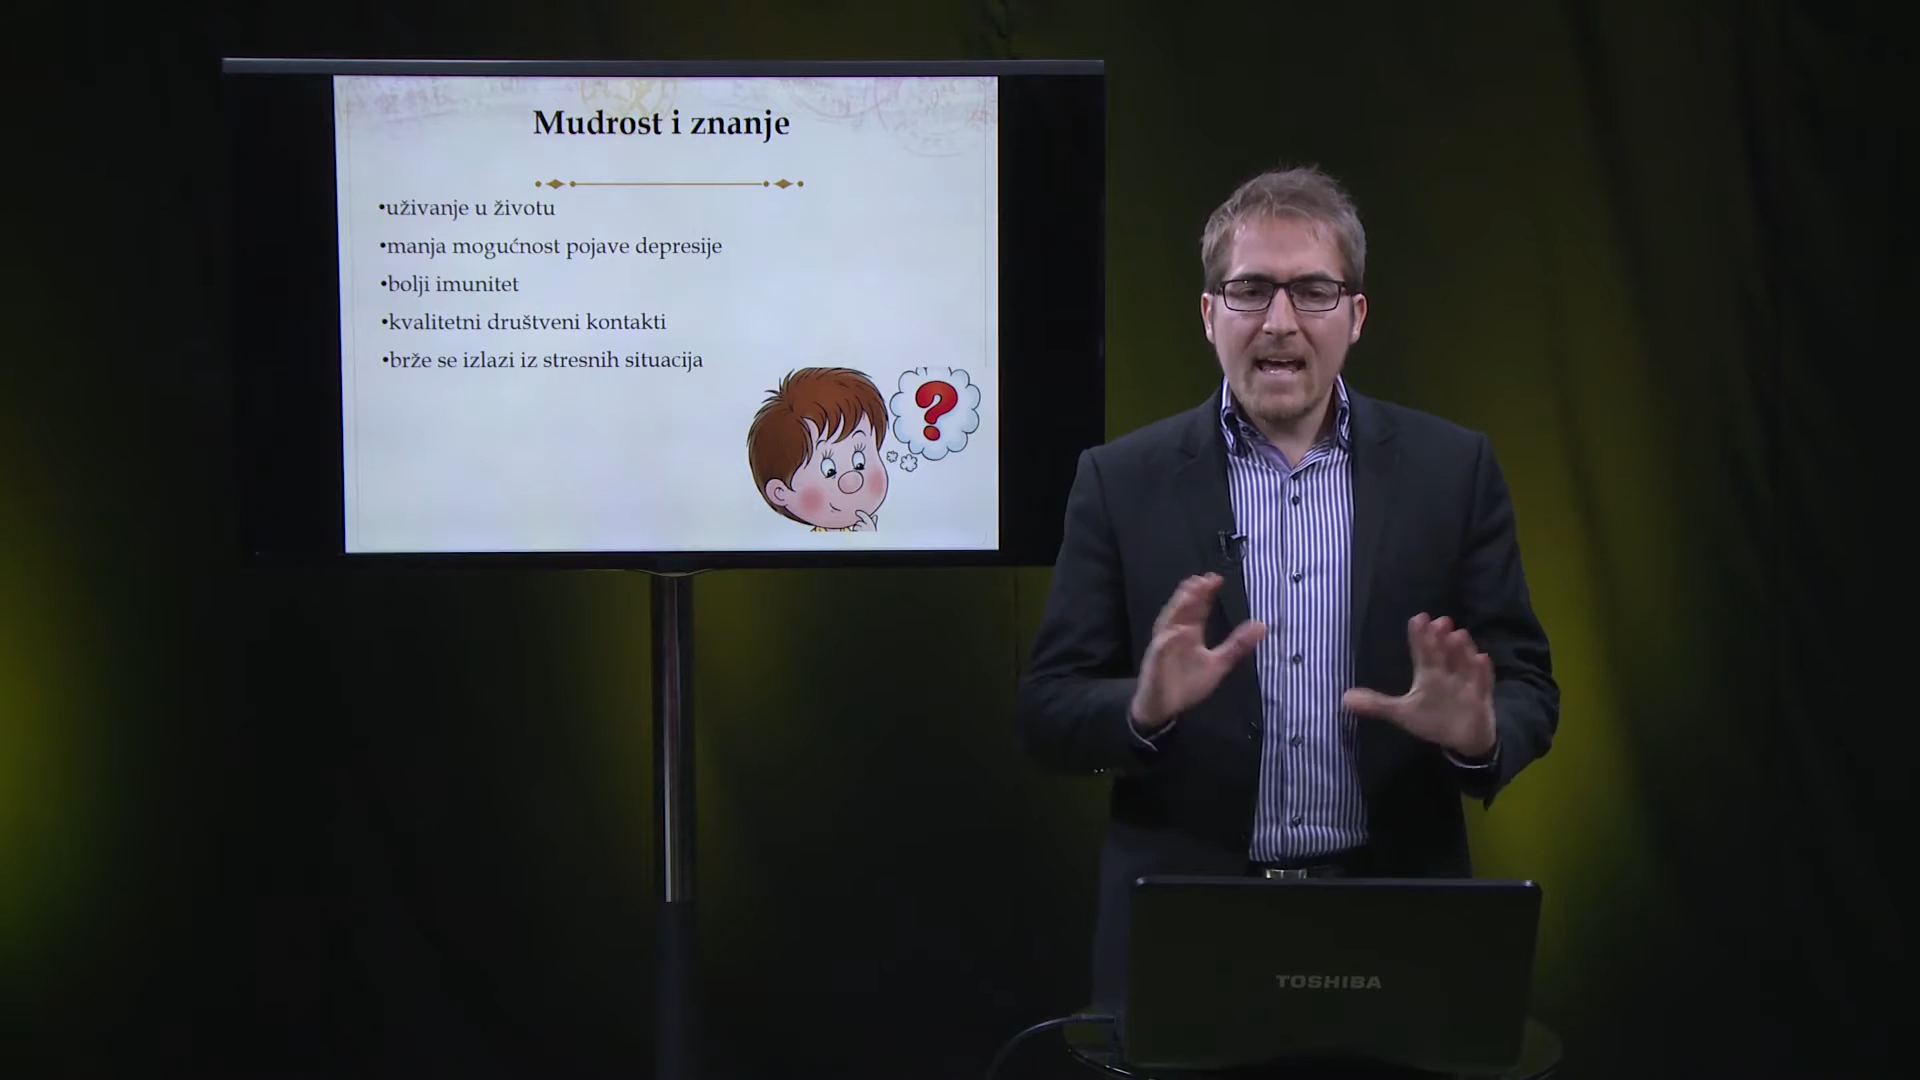 Mudrost i znanje
•uživanje u životu
•manja mogućnost pojave depresije
•bolji imunitet
•kvalitetni društveni kontakti
•brže se izlazi iz stresnih situacija
?
TOSHIBA